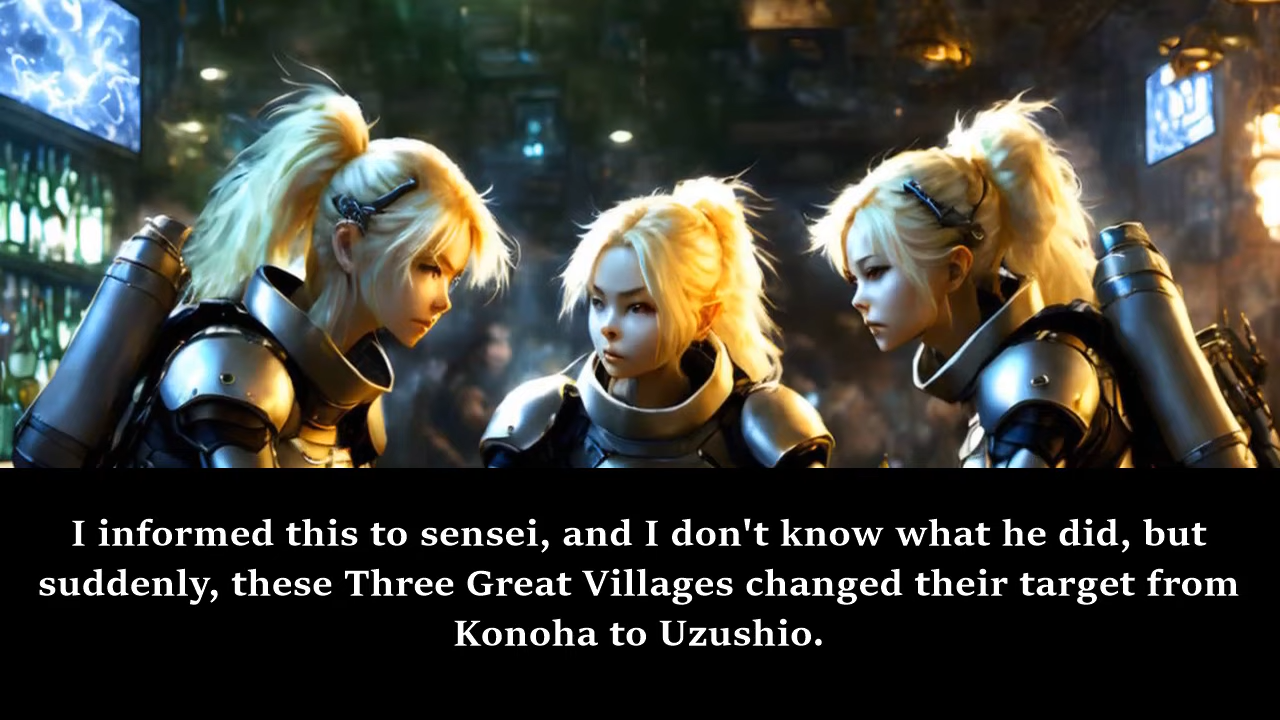 I informed this to sensei, and I don't know what he did, but
suddenly, these Three Great Villages changed their target from
Konoha to Uzushio.